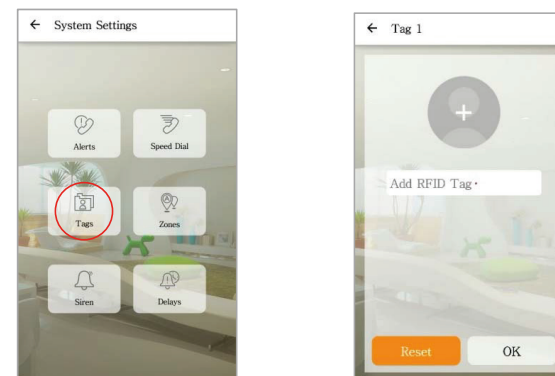 ← System Settings
Alerts
Speed Dial
Tags
Zones
Siren
Delays
← Tag 1
+
Add RFID Tag·
Reset
OK